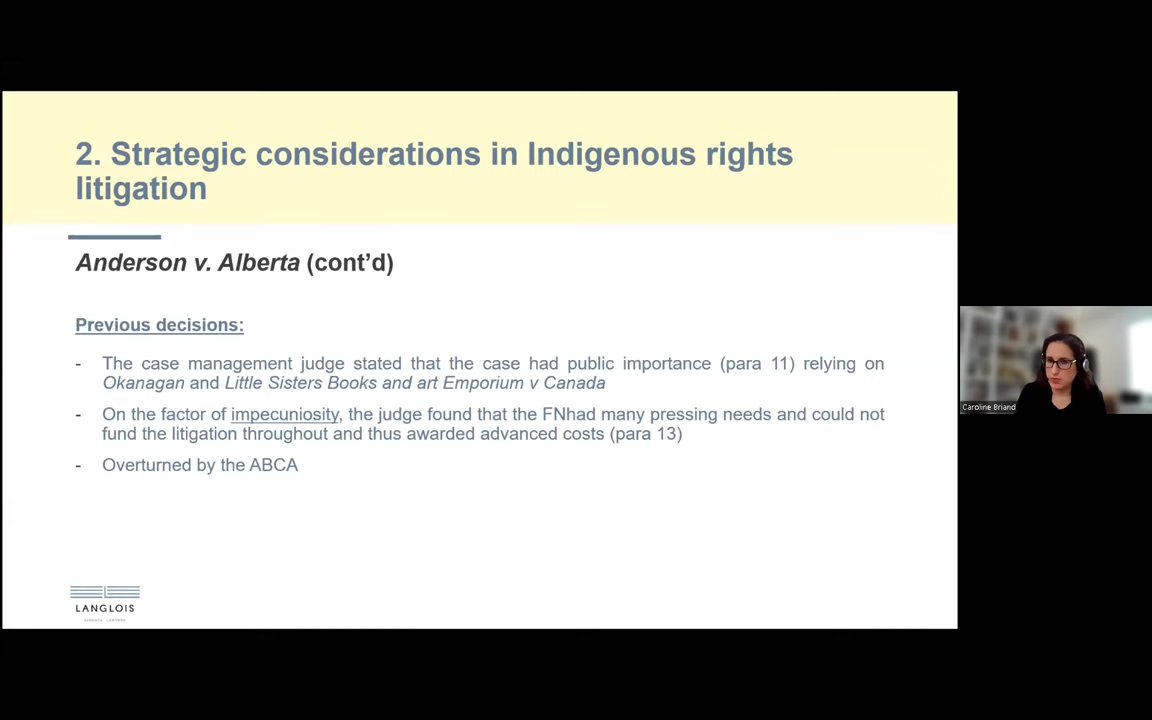 2. Strategic considerations in Indigenous rights
litigation
Anderson v. Alberta (cont’d)
Previous decisions:
- The case management judge stated that the case had public importance (para 11) relying on
Okanagan and Little Sisters Books and art Emporium v Canada
- On the factor of impecuniosity, the judge found that the FNhad many pressing needs and could not
fund the litigation throughout and thus awarded advanced costs (para 13)
- Overturned by the ABCA
LANGLOIS
Caroline Briand